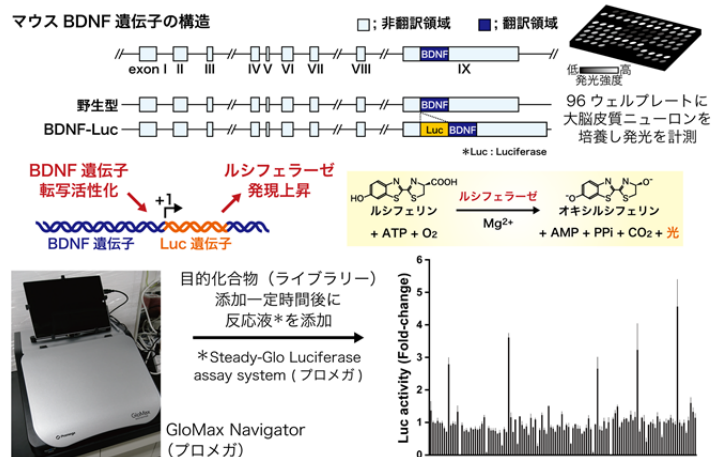 マウス BDNF 遺伝子の構造
; 非翻訳領域
; 翻訳領域
BDNF
exon I
II
III
IV
V
VI
VII
VIII
IX
野生型
BDNF
BDNF-Luc
Luc
BDNF
*Luc : Luciferase
低
高
発光強度
96 ウェルプレートに
大脳皮質ニューロンを
培養し発光を計測
BDNF 遺伝子
転写活性化
+1
ルシフェラーゼ
発現上昇
BDNF 遺伝子
Luc 遺伝子
HO
N
S
N
S
COOH
ルシフェリン
+ ATP + O2
ルシフェラーゼ
Mg2+
-O
N
S
N
S
O-
オキシルシフェリン
+ AMP + PPi + CO2 + 光
目的化合物(ライブラリー)
添加一定時間後に
反応液*を添加
*Steady-Glo Luciferase
assay system (プロメガ)
GloMax
Promega
GloMax Navigator
(プロメガ)
Luc activity (Fold-change)
6
5
4
3
2
1
0